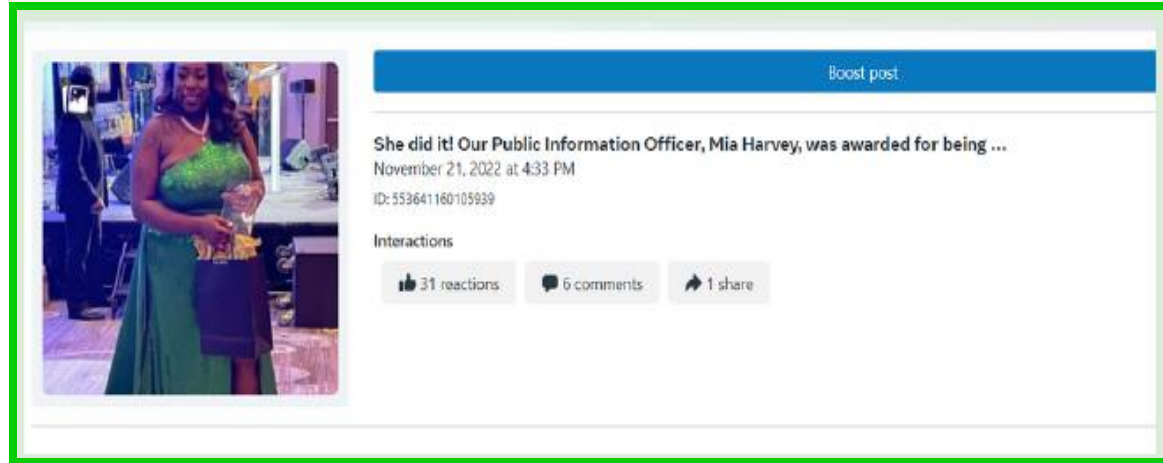 Boost post
She did it! Our Public Information Officer, Mia Harvey, was awarded for being ...
November 21, 2022 at 4:33 PM
ID: 553641160105939
Interactions
31 reactions
6 comments
1 share